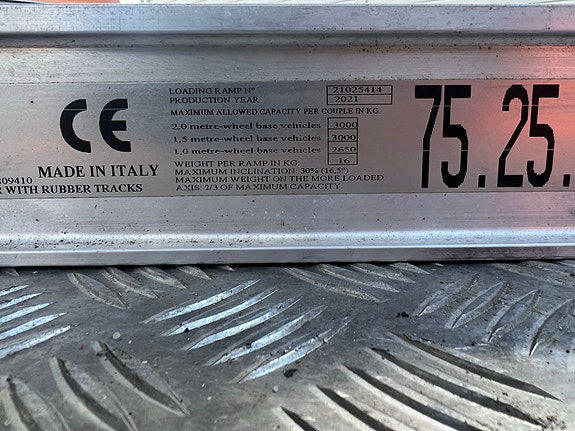 LOADING RAMP N° 21025414
PRODUCTION YEAR 2021
MAXIMUM ALLOWED CAPACITY PER COUPLE IN KG.
2,0 metre-wheel base vehicles 3000
1,5 metre-wheel base vehicles 3000
1,0 metre-wheel base vehicles 2650
WEIGHT PER RAMP IN KG. 16
MAXIMUM INCLINATION: 30% (16,5°)
MAXIMUM WEIGHT ON THE MORE LOADED
AXIS: 2/3 OF MAXIMUM CAPACITY
CE
MADE IN ITALY
809410
R WITH RUBBER TRACKS
75.25.